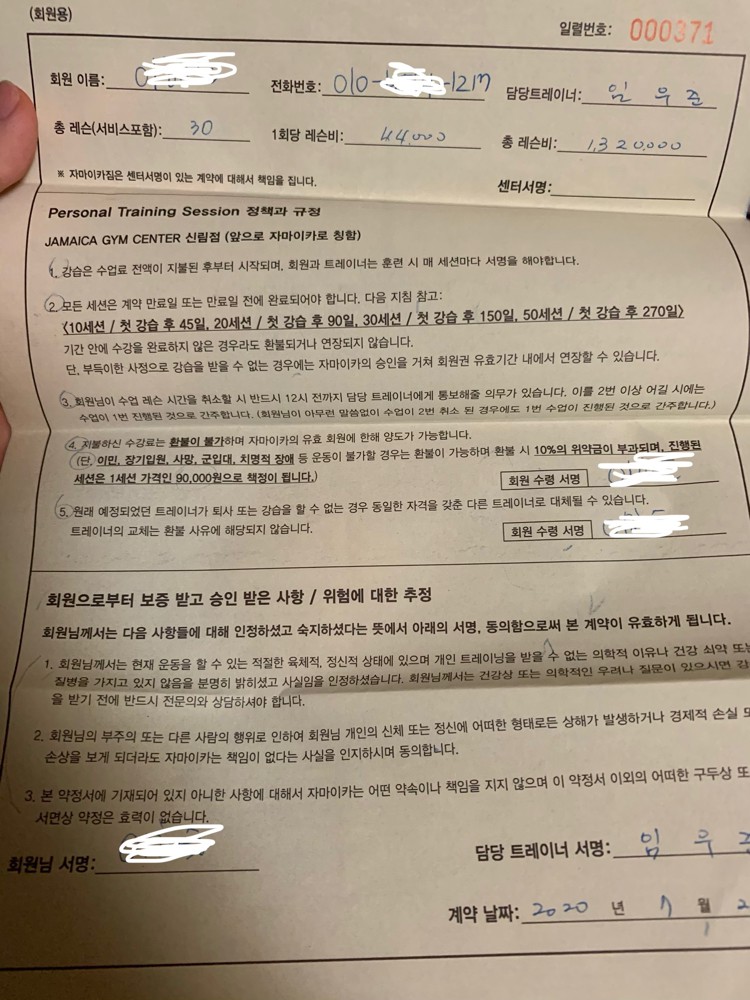 (회원용)
일련번호: 000371
회원 이름: 전화번호: 010- -1217 담당트레이너: 임 우 준
총 레슨(서비스포함): 30 1회당 레슨비: 44,000 총 레슨비: 1,320,000
※ 자마이카짐은 센터서명이 있는 계약에 대해서 책임을 집니다. 센터서명:
Personal Training Session 정책과 규정
JAMAICA GYM CENTER 신림점 (앞으로 자마이카로 칭함)
1. 강습은 수업료 전액이 지불된 후부터 시작되며, 회원과 트레이너는 훈련 시 매 세션마다 서명을 해야합니다.
2. 모든 세션은 계약 만료일 또는 만료일 전에 완료되어야 합니다. 다음 지침 참고:
〈10세션 / 첫 강습 후 45일, 20세션 / 첫 강습 후 90일, 30세션 / 첫 강습 후 150일, 50세션 / 첫 강습 후 270일〉
기간 안에 수강을 완료하지 않은 경우라도 환불되거나 연장되지 않습니다.
단, 부득이한 사정으로 강습을 받을 수 없는 경우에는 자마이카의 승인을 거쳐 회원권 유효기간 내에서 연장할 수 있습니다.
3. 회원님이 수업 레슨 시간을 취소할 시 반드시 12시 전까지 담당 트레이너에게 통보해줄 의무가 있습니다. 이를 2번 이상 어길 시에는
수업이 1번 진행된 것으로 간주합니다. (회원님이 아무런 말씀없이 수업이 2번 취소 된 경우에도 1번 수업이 진행된 것으로 간주합니다.)
4. 지불하신 수강료는 환불이 불가하며 자마이카의 유효 회원에 한해 양도가 가능합니다.
(단, 이민, 장기입원, 사망, 군입대, 치명적 장애 등 운동이 불가할 경우는 환불이 가능하며 환불 시 10%의 위약금이 부과되며, 진행된
세션은 1세션 가격인 90,000원으로 책정이 됩니다.) 회원 수령 서명
5. 원래 예정되었던 트레이너가 퇴사 또는 강습을 할 수 없는 경우 동일한 자격을 갖춘 다른 트레이너로 대체될 수 있습니다.
트레이너의 교체는 환불 사유에 해당되지 않습니다. 회원 수령 서명
회원으로부터 보증 받고 승인 받은 사항 / 위험에 대한 추정
회원님께서는 다음 사항들에 대해 인정하셨고 숙지하셨다는 뜻에서 아래의 서명, 동의함으로써 본 계약이 유효하게 됩니다.
1. 회원님께서는 현재 운동을 할 수 있는 적절한 육체적, 정신적 상태에 있으며 개인 트레이닝을 받을 수 없는 의학적 이유나 건강 쇠약 또는
질병을 가지고 있지 않음을 분명히 밝히셨고 사실임을 인정하셨습니다. 회원님께서는 건강상 또는 의학적인 우려나 질문이 있으시면 강
을 받기 전에 반드시 전문의와 상담하셔야 합니다.
2. 회원님의 부주의 또는 다른 사람의 행위로 인하여 회원님 개인의 신체 또는 정신에 어떠한 형태로든 상해가 발생하거나 경제적 손실 또
손상을 보게 되더라도 자마이카는 책임이 없다는 사실을 인지하시며 동의합니다.
3. 본 약정서에 기재되어 있지 아니한 사항에 대해서 자마이카는 어떤 약속이나 책임을 지지 않으며 이 약정서 이외의 어떠한 구두상 또
서면상 약정은 효력이 없습니다.
회원님 서명: 담당 트레이너 서명: 임 우 준
계약 날짜: 2020 년 7 월 2